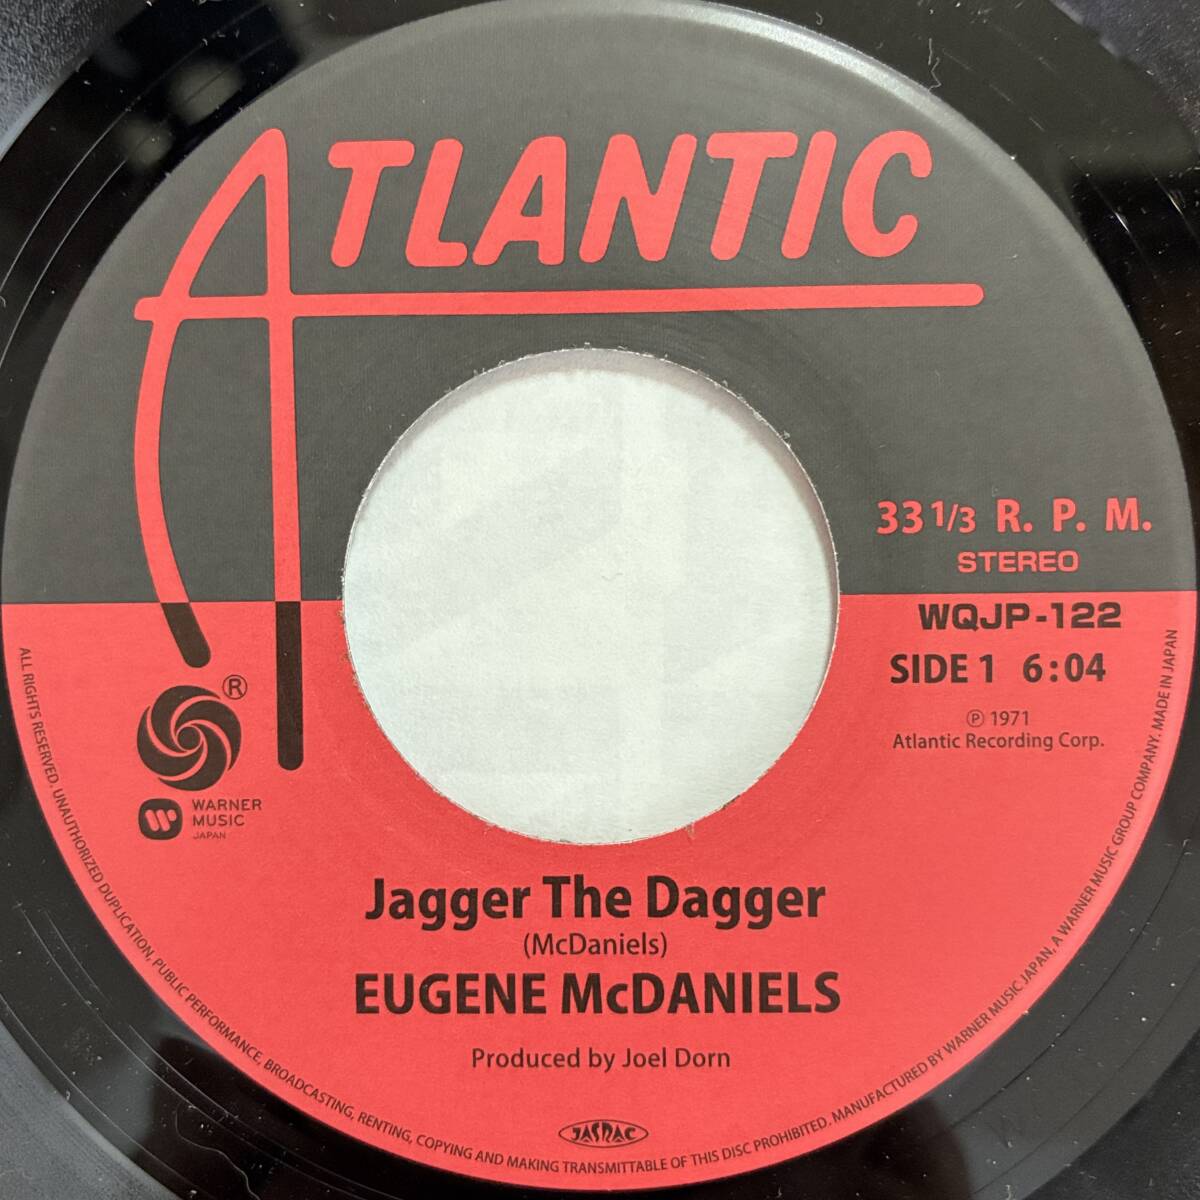 ATLANTIC
33 1/3 R. P. M.
STEREO
WQJP-122
SIDE 1 6:04
℗ 1971
Atlantic Recording Corp.
®
WARNER
MUSIC
JAPAN
Jagger The Dagger
(McDaniels)
EUGENE McDANIELS
Produced by Joel Dorn
JASRAC
ALL RIGHTS RESERVED. UNAUTHORIZED DUPLICATION, PUBLIC PERFORMANCE, BROADCASTING, RENTING, COPYING AND MAKING TRANSMITTABLE OF THIS DISC PROHIBITED. MANUFACTURED BY WARNER MUSIC JAPAN, A WARNER MUSIC GROUP COMPANY. MADE IN JAPAN